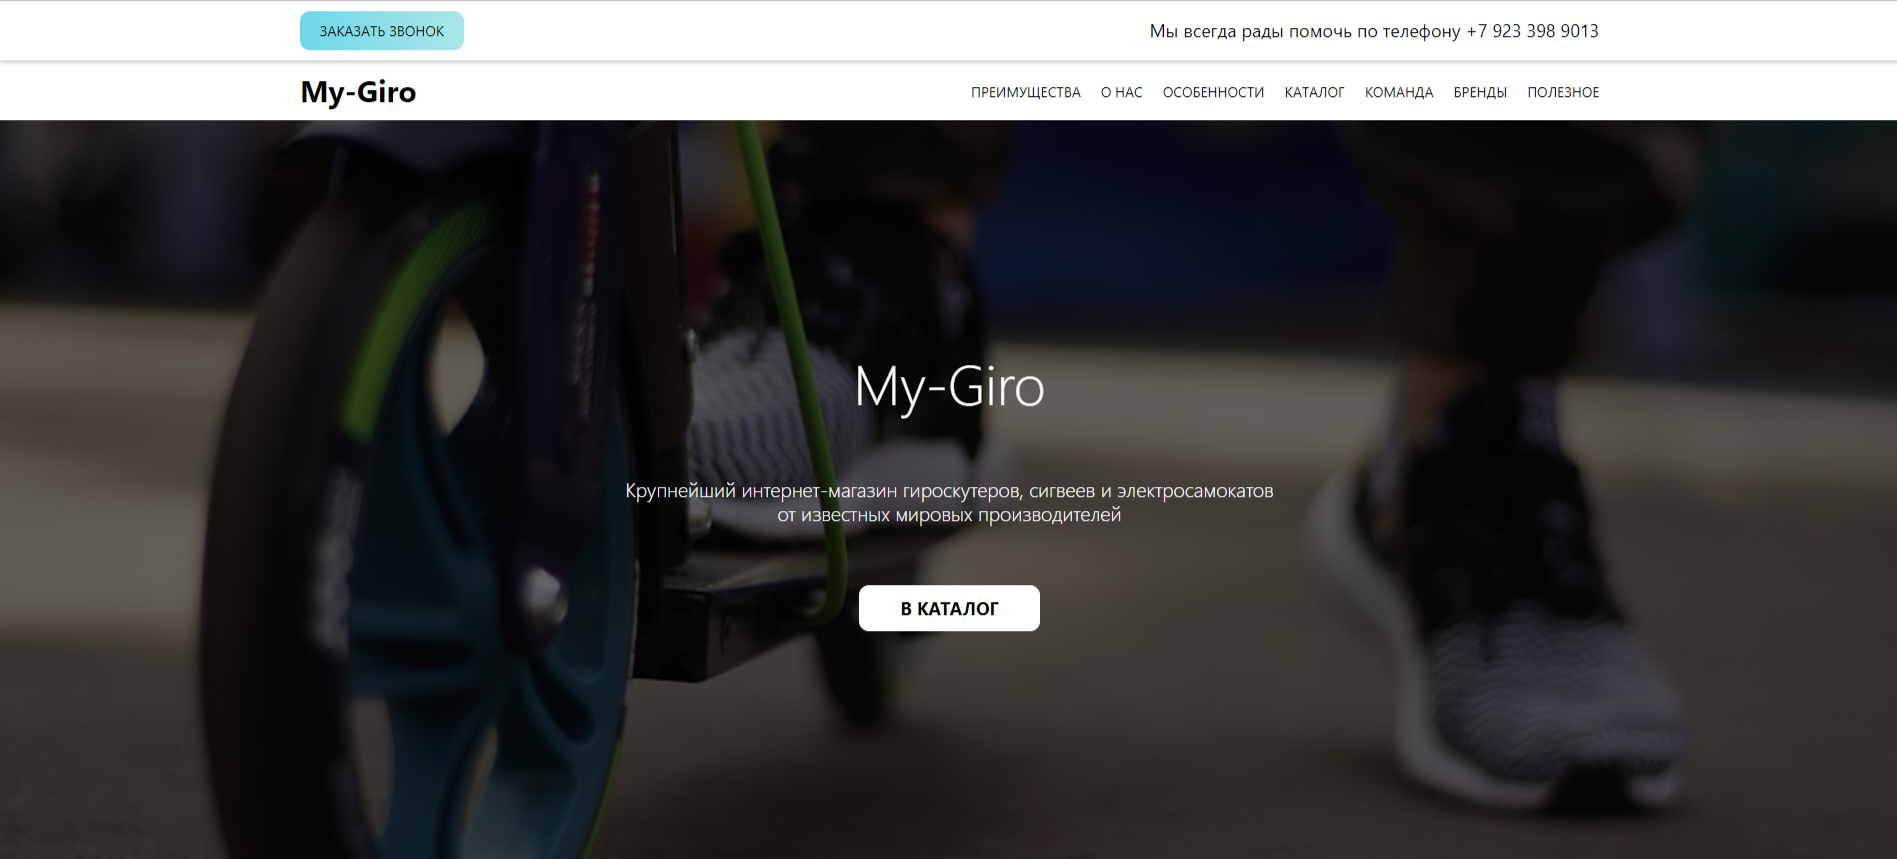 ЗАКАЗАТЬ ЗВОНОК
Мы всегда рады помочь по телефону +7 923 398 9013
My-Giro
ПРЕИМУЩЕСТВА О НАС ОСОБЕННОСТИ КАТАЛОГ КОМАНДА БРЕНДЫ ПОЛЕЗНОЕ
My-Giro
Крупнейший интернет-магазин гироскутеров, сигвеев и электросамокатов
от известных мировых производителей
В КАТАЛОГ